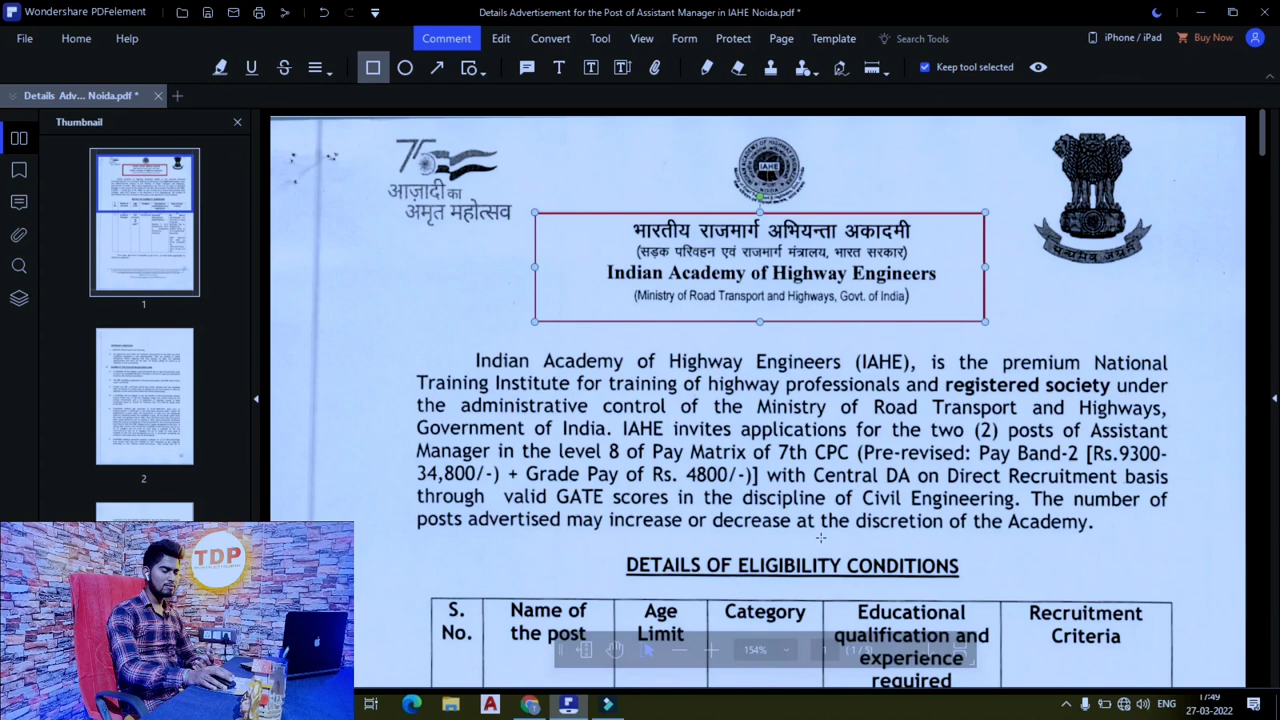 Wondershare PDFelement
Details Advertisement for the Post of Assistant Manager in IAHE Noida.pdf *
File Home Help
Comment Edit Convert Tool View Form Protect Page Template Search Tools
iPhone / iPad Buy Now
Keep tool selected
Details Adv... Noida.pdf *
Thumbnail
1
2
आज़ादी का
अमृत महोत्सव
IAHE
भारतीय राजमार्ग अभियन्ता अकादमी
(सड़क परिवहन एवं राजमार्ग मंत्रालय, भारत सरकार)
Indian Academy of Highway Engineers
(Ministry of Road Transport and Highways, Govt. of India)
सत्यमेव जयते
Indian Academy of Highway Engineers (IAHE), is the premium National
Training Institute for training of highway professionals and registered society under
the administrative control of the Ministry of Road Transport and Highways,
Government of India. IAHE invites applications for the two (2) posts of Assistant
Manager in the level 8 of Pay Matrix of 7th CPC (Pre-revised: Pay Band-2 [Rs.9300-
34,800/-) + Grade Pay of Rs. 4800/-)] with Central DA on Direct Recruitment basis
through valid GATE scores in the discipline of Civil Engineering. The number of
posts advertised may increase or decrease at the discretion of the Academy.
DETAILS OF ELIGIBILITY CONDITIONS
S. No.
Name of the post
Age Limit
Category
Educational qualification and experience required
Recruitment Criteria
154% 1 (1/5)
TDP
ENG
17:49
27-03-2022